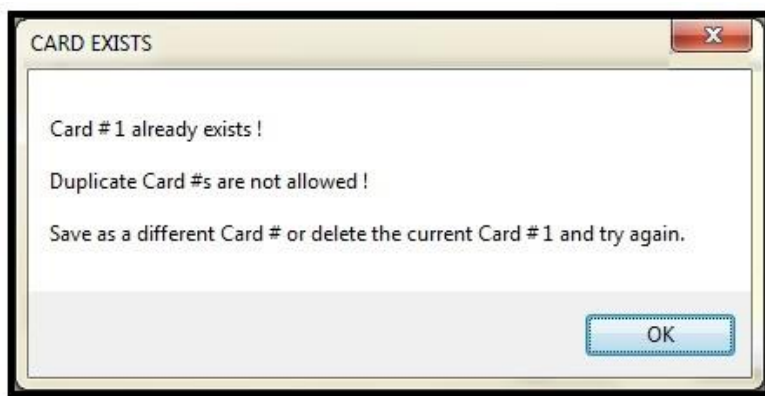 CARD EXISTS
Card # 1 already exists !
Duplicate Card #s are not allowed !
Save as a different Card # or delete the current Card # 1 and try again.
OK